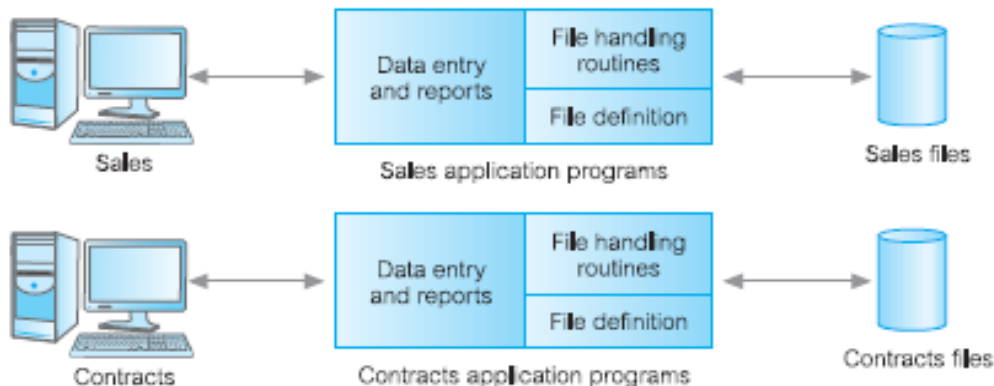 Data entry
and reports
File handling
routines
File definition
Sales
Sales application programs
Sales files
Data entry
and reports
File handling
routines
File definition
Contracts
Contracts application programs
Contracts files